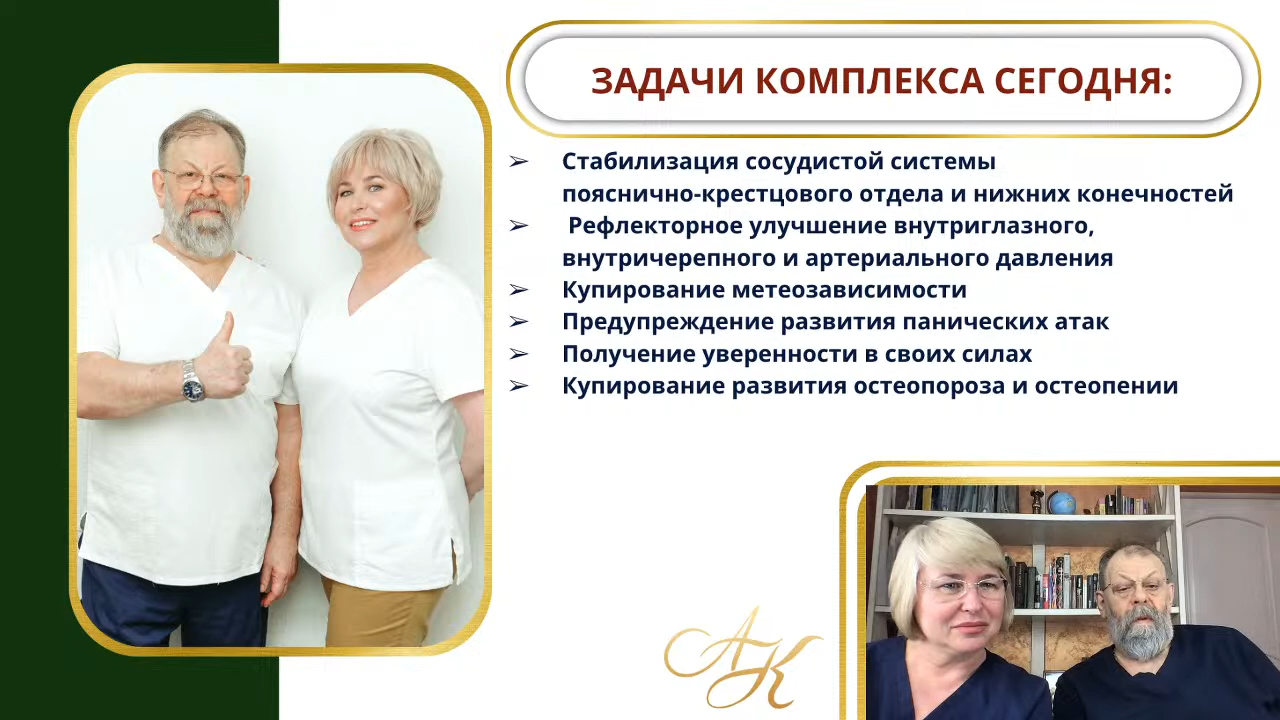 ЗАДАЧИ КОМПЛЕКСА СЕГОДНЯ:
➢ Стабилизация сосудистой системы
пояснично-крестцового отдела и нижних конечностей
➢ Рефлекторное улучшение внутриглазного,
внутричерепного и артериального давления
➢ Купирование метеозависимости
➢ Предупреждение развития панических атак
➢ Получение уверенности в своих силах
➢ Купирование развития остеопороза и остеопении
АК